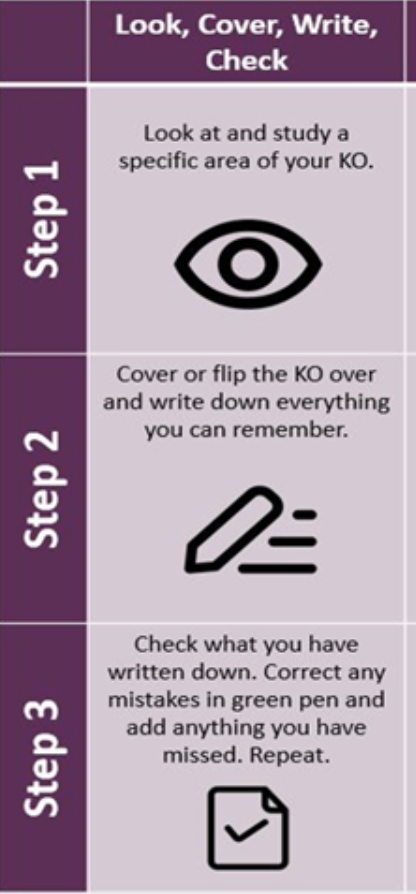 Look, Cover, Write,
Check
Step 1
Look at and study a
specific area of your KO.
Step 2
Cover or flip the KO over
and write down everything
you can remember.
Step 3
Check what you have
written down. Correct any
mistakes in green pen and
add anything you have
missed. Repeat.